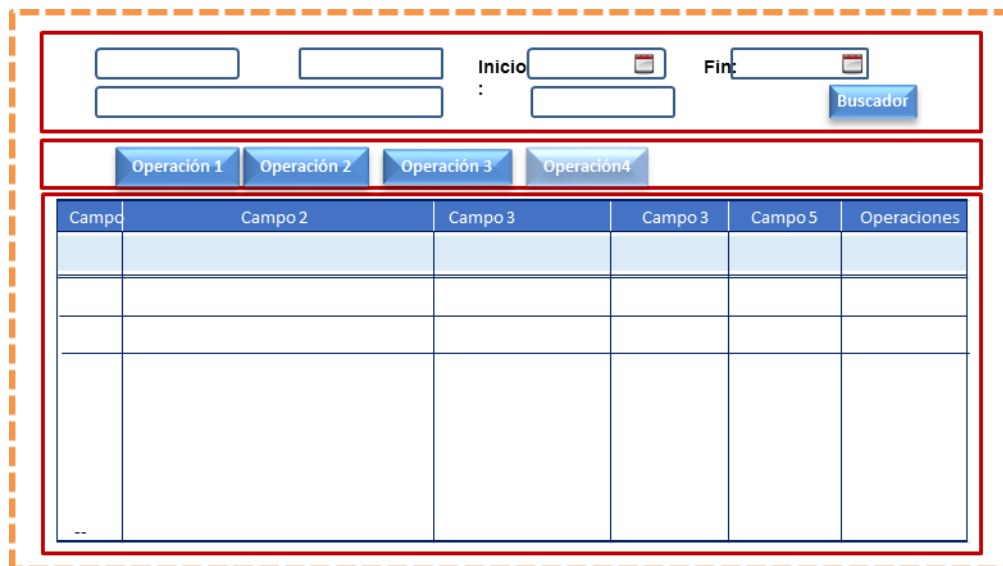 Inicio
:
Fin:
Buscador
Operación 1 Operación 2 Operación 3 Operación4
Campo Campo 2 Campo 3 Campo 3 Campo 5 Operaciones
--